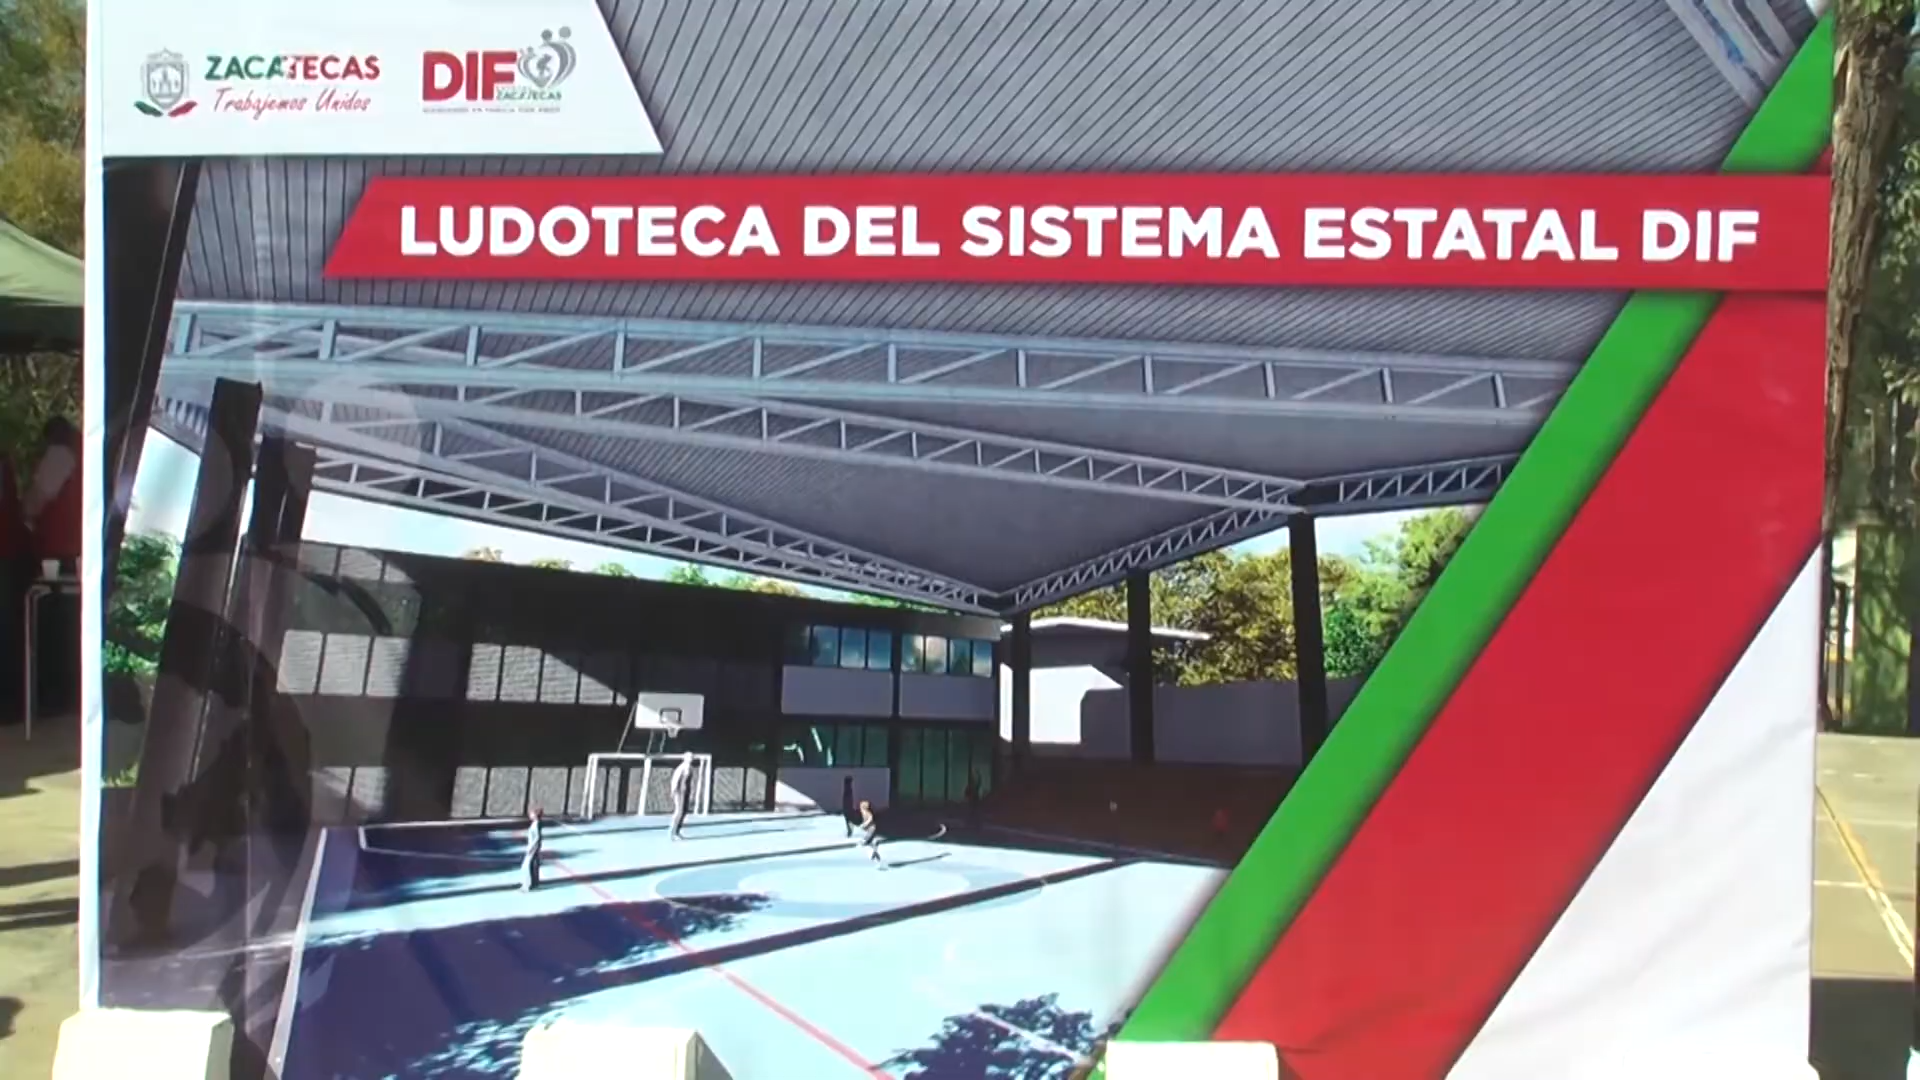 ZACATECAS
Trabajemos Unidos
DIF
ZACATECAS
LUDOTECA DEL SISTEMA ESTATAL DIF